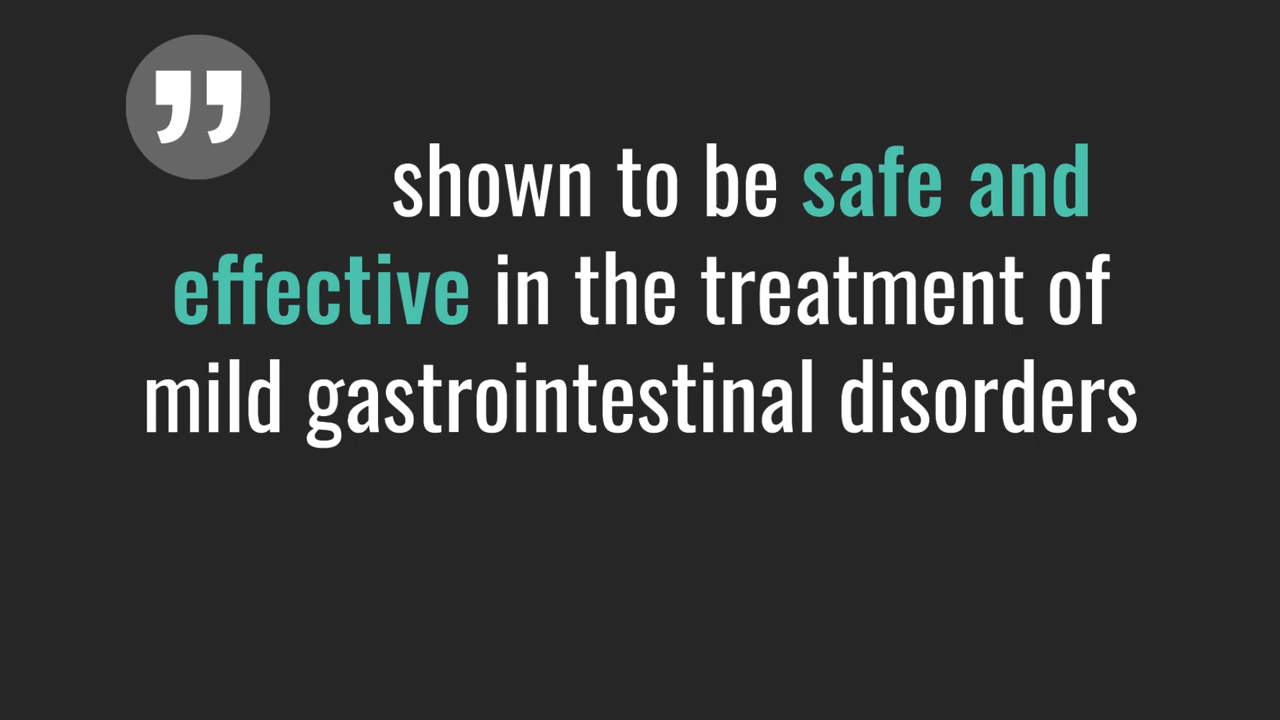 ”
shown to be safe and
effective in the treatment of
mild gastrointestinal disorders